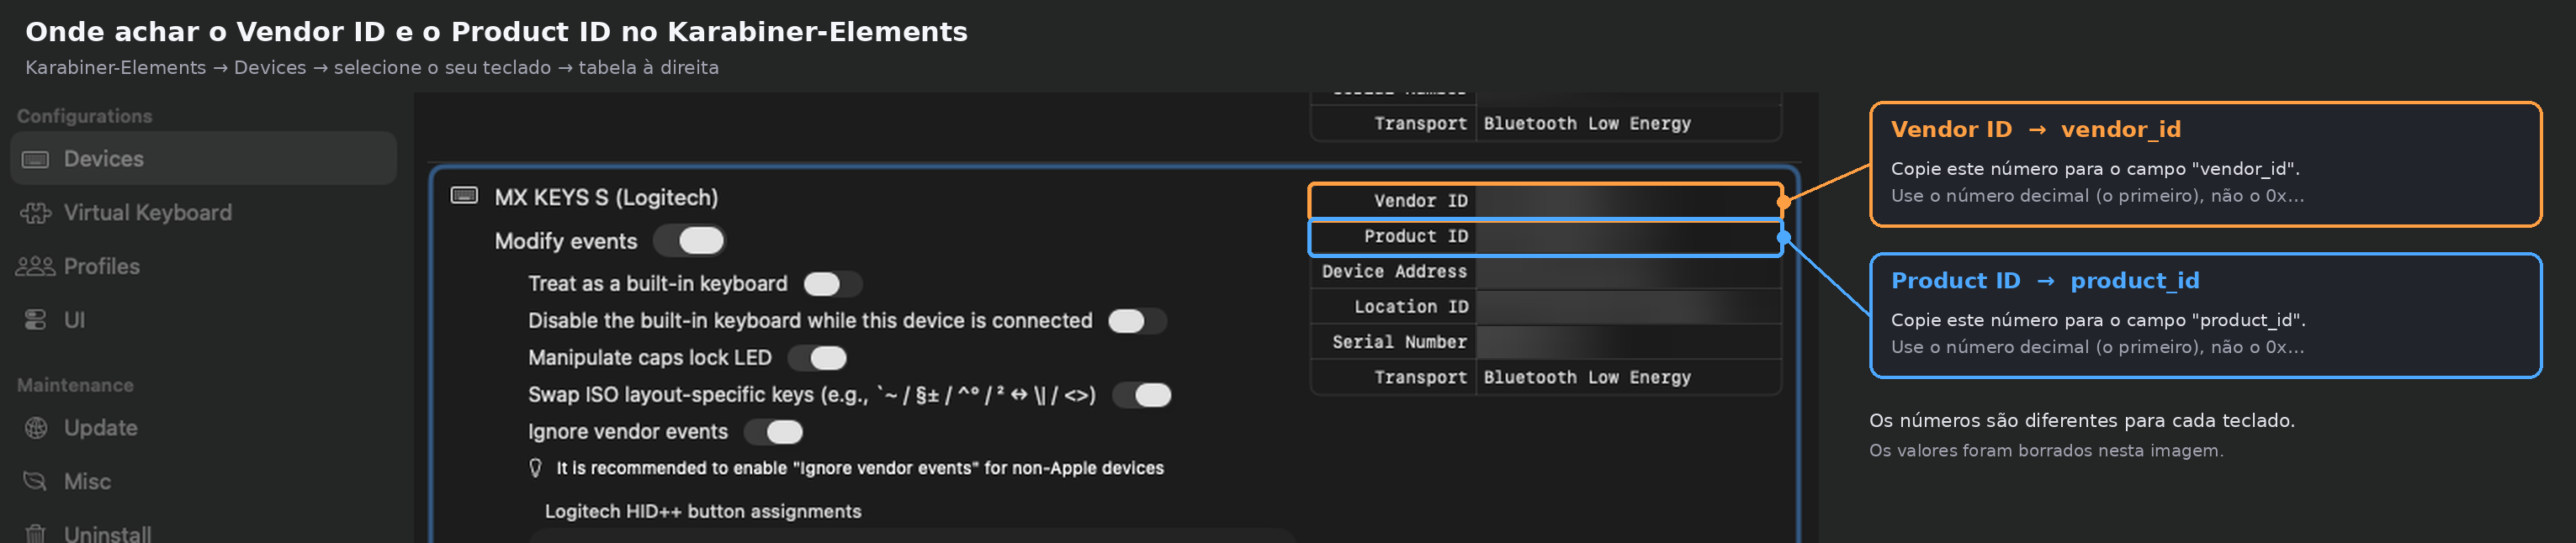 Onde achar o Vendor ID e o Product ID no Karabiner-Elements
Karabiner-Elements → Devices → selecione o seu teclado → tabela à direita
Configurations
Devices
Virtual Keyboard
Profiles
UI
Maintenance
Update
Misc
Uninstall
Serial Number
Transport Bluetooth Low Energy
MX KEYS S (Logitech)
Modify events
Treat as a built-in keyboard
Disable the built-in keyboard while this device is connected
Manipulate caps lock LED
Swap ISO layout-specific keys (e.g., `~ / §± / ^° / ² ↔ \| / <>)
Ignore vendor events
It is recommended to enable "Ignore vendor events" for non-Apple devices
Logitech HID++ button assignments
Vendor ID
Product ID
Device Address
Location ID
Serial Number
Transport Bluetooth Low Energy
Vendor ID → vendor_id
Copie este número para o campo "vendor_id".
Use o número decimal (o primeiro), não o 0x...
Product ID → product_id
Copie este número para o campo "product_id".
Use o número decimal (o primeiro), não o 0x...
Os números são diferentes para cada teclado.
Os valores foram borrados nesta imagem.